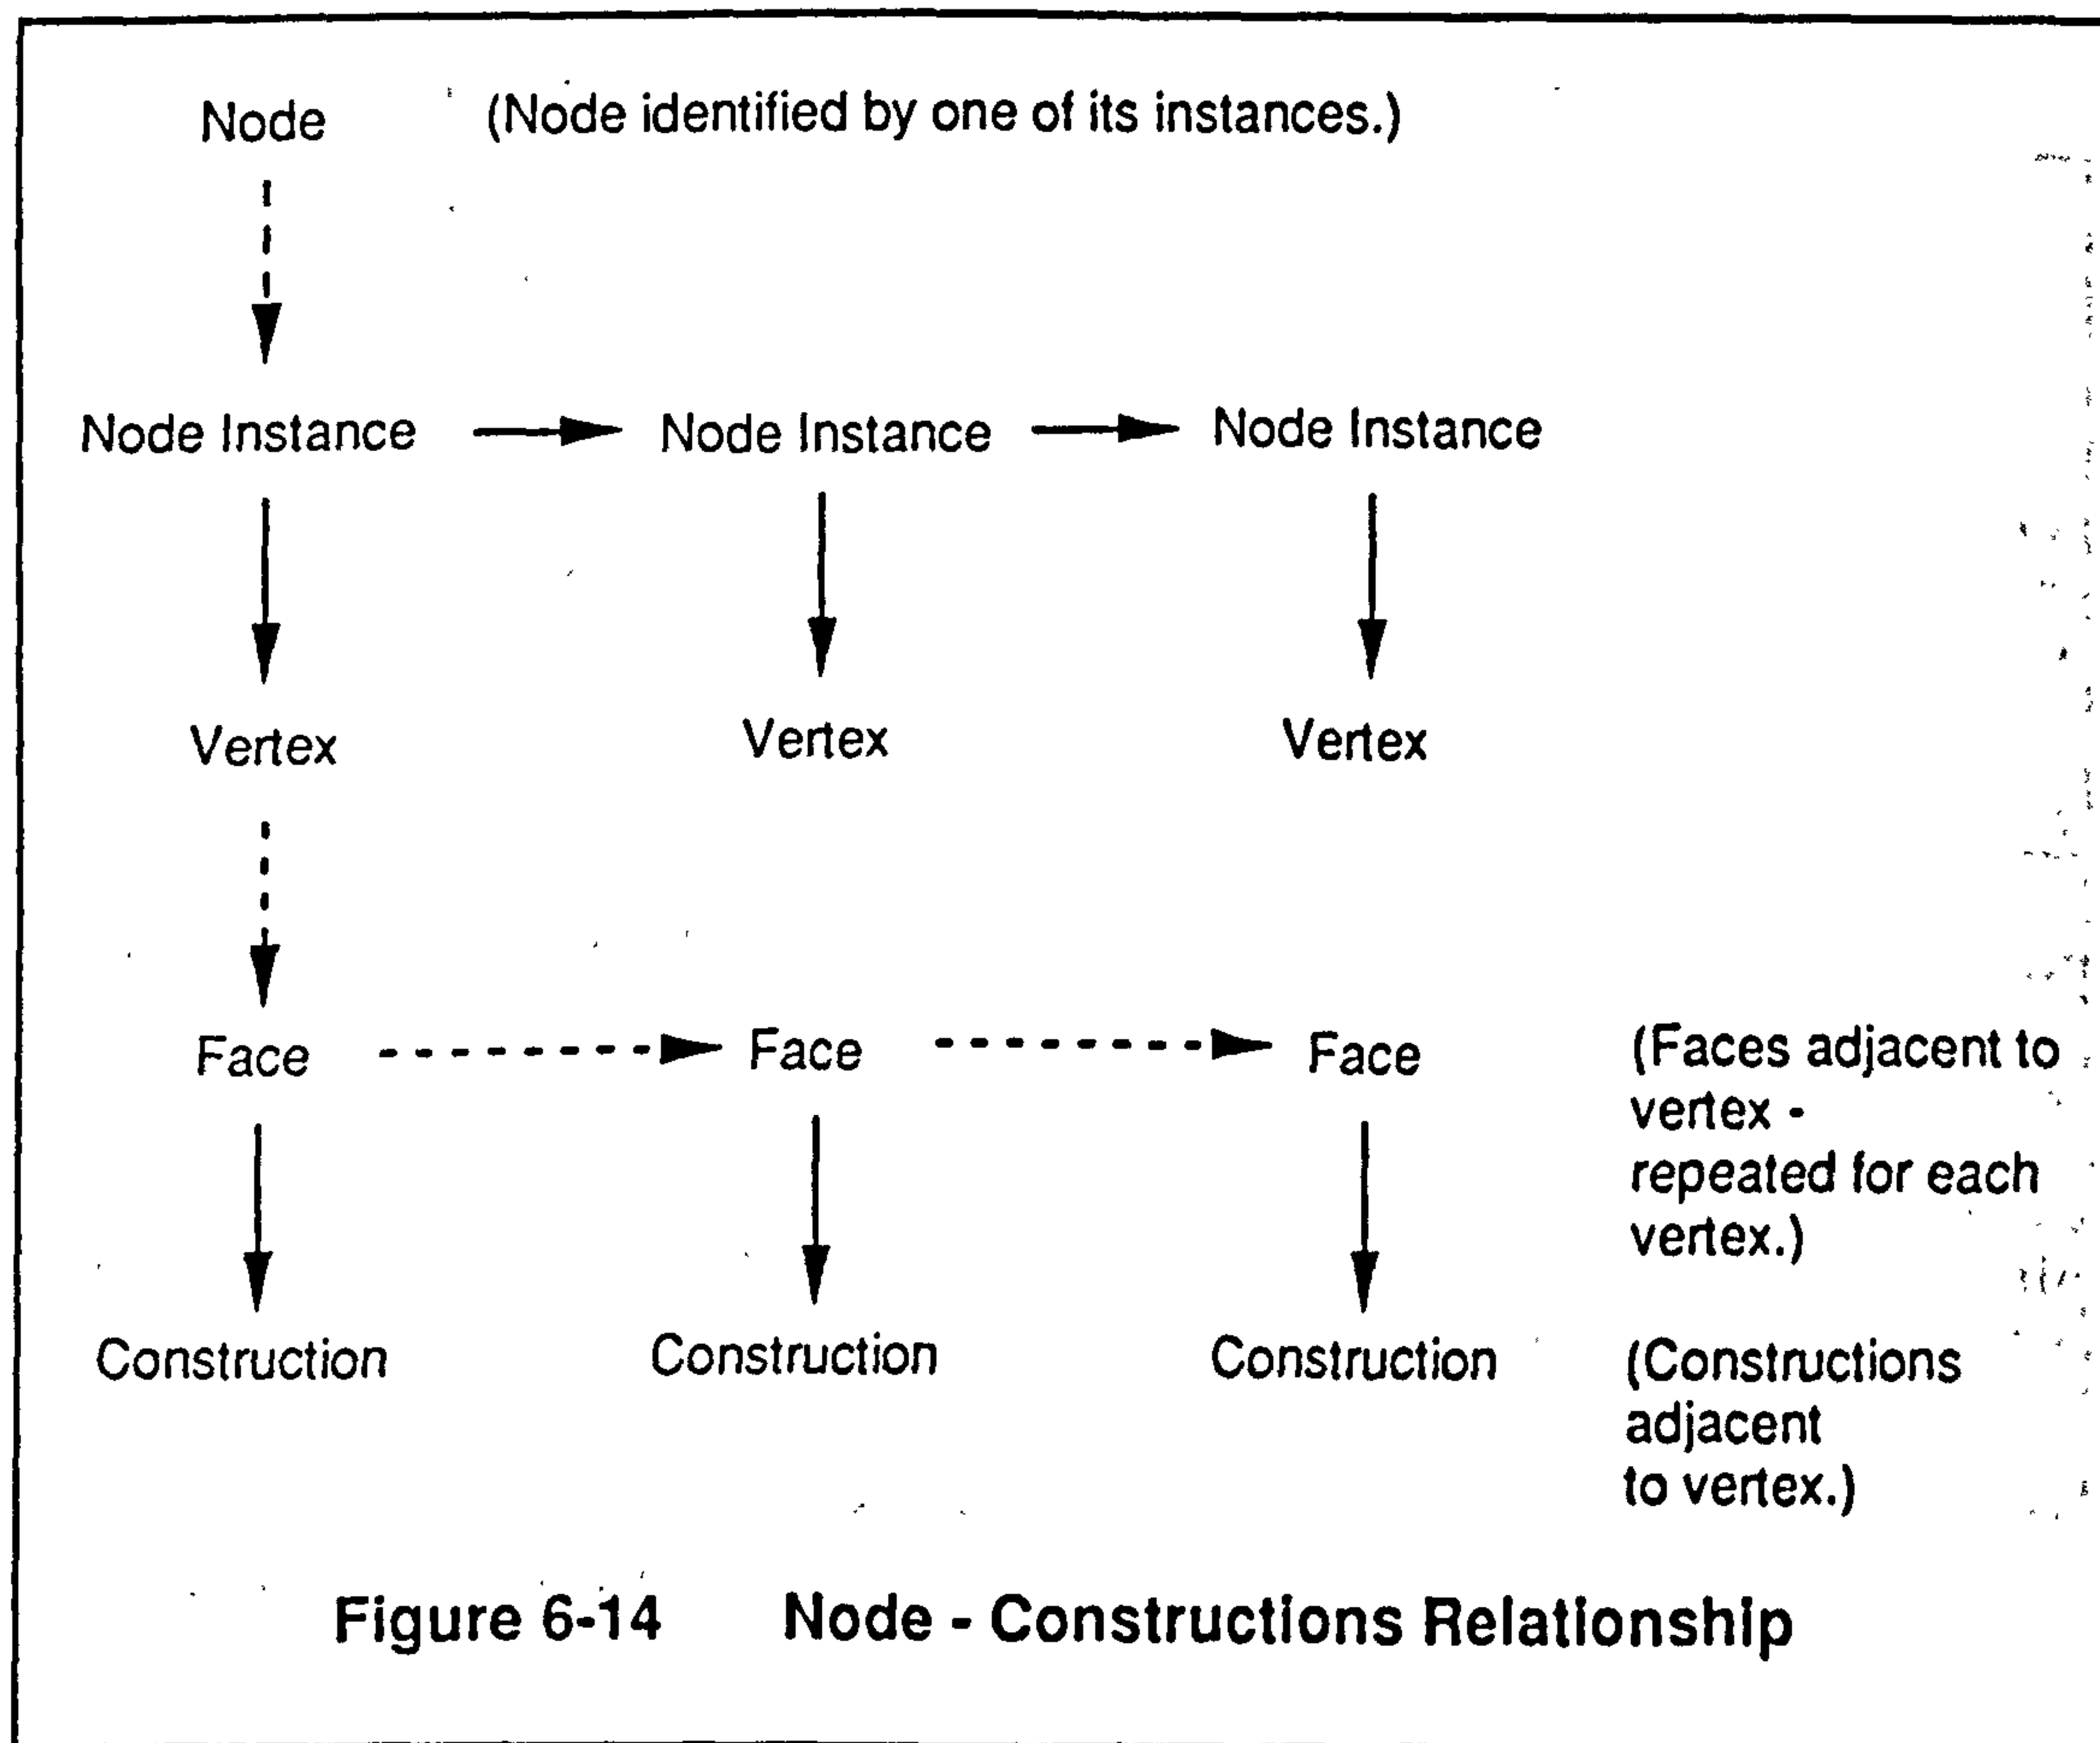 Node (Node identified by one of its instances.)
Node Instance Node Instance Node Instance
Vertex Vertex Vertex
Face Face Face (Faces adjacent to
vertex -
repeated for each
vertex.)
Construction Construction Construction (Constructions
adjacent
to vertex.)
Figure 6-14 Node - Constructions Relationship